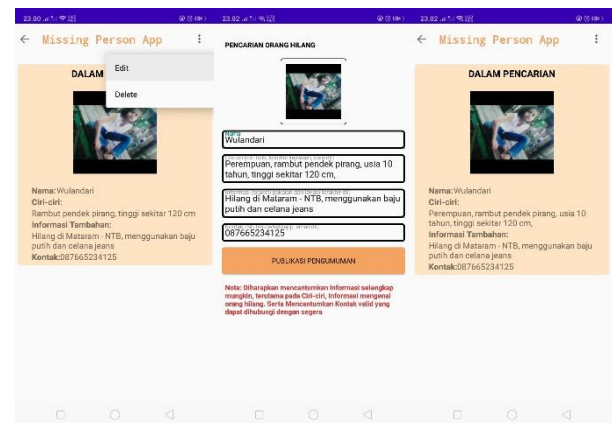 23.00
Missing Person App
Edit
Delete
DALAM
Nama:Wulandari
Ciri-ciri:
Rambut pendek pirang, tinggi sekitar 120 cm
Informasi Tambahan:
Hilang di Mataram - NTB, menggunakan baju
putih dan celana jeans
Kontak:087665234125
23.02
PENCARIAN ORANG HILANG
Nama
Wulandari
Perempuan, rambut pendek pirang, usia 10
tahun, tinggi sekitar 120 cm,
Hilang di Mataram - NTB, menggunakan baju
putih dan celana jeans
087665234125
PUBLIKASI PENGUMUMAN
Note: Diharapkan mencantumkan informasi selengkap
mungkin, terutama pada Ciri-ciri, Informasi mengenai
orang hilang. Serta Mencantumkan Kontak valid yang
dapat dihubungi dengan segera
23.02
Missing Person App
DALAM PENCARIAN
Nama:Wulandari
Ciri-ciri:
Perempuan, rambut pendek pirang, usia 10
tahun, tinggi sekitar 120 cm,
Informasi Tambahan:
Hilang di Mataram - NTB, menggunakan baju
putih dan celana jeans
Kontak:087665234125